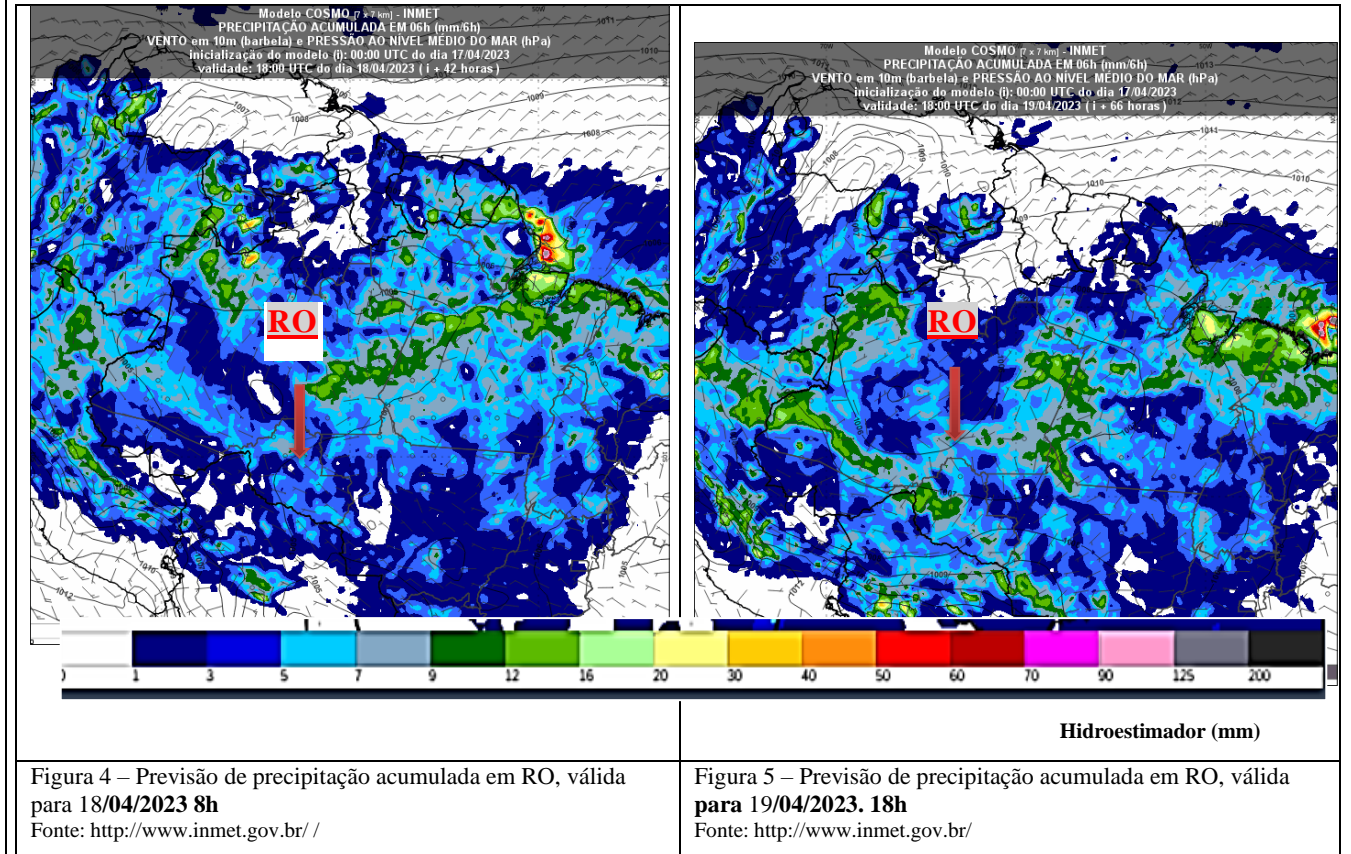 Modelo COSMO [7 x 7 km] - INMET
PRECIPITAÇÃO ACUMULADA EM 06h (mm/6h)
VENTO em 10m (barbela) e PRESSÃO AO NÍVEL MÉDIO DO MAR (hPa)
inicialização do modelo (i): 00:00 UTC do dia 17/04/2023
validade: 18:00 UTC do dia 18/04/2023 ( i + 42 horas )
RO
Modelo COSMO [7 x 7 km] - INMET
PRECIPITAÇÃO ACUMULADA EM 06h (mm/6h)
VENTO em 10m (barbela) e PRESSÃO AO NÍVEL MÉDIO DO MAR (hPa)
inicialização do modelo (i): 00:00 UTC do dia 17/04/2023
validade: 18:00 UTC do dia 19/04/2023 ( i + 66 horas )
RO
1 3 5 7 9 12 16 20 30 40 50 60 70 90 125 200
Hidroestimador (mm)
Figura 4 – Previsão de precipitação acumulada em RO, válida
para 18/04/2023 8h
Fonte: http://www.inmet.gov.br/ /
Figura 5 – Previsão de precipitação acumulada em RO, válida
para 19/04/2023. 18h
Fonte: http://www.inmet.gov.br/